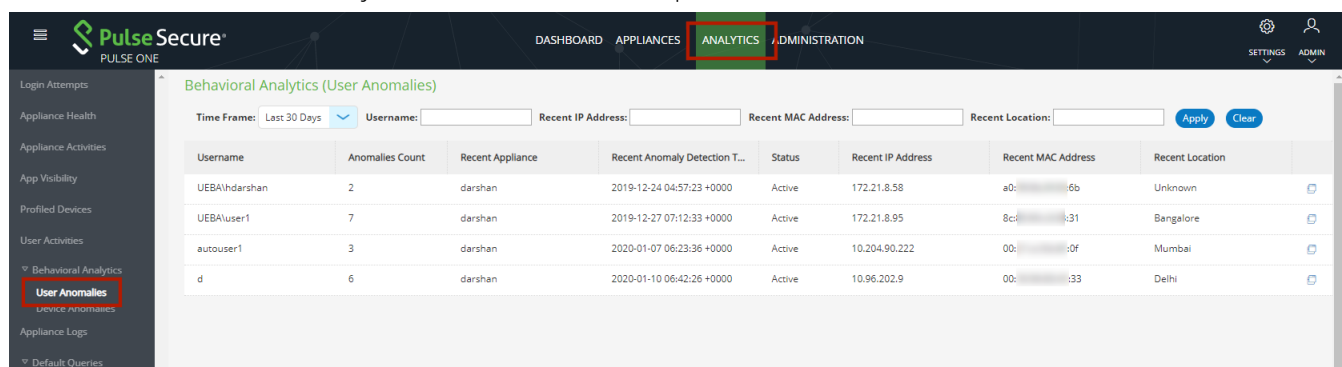 Pulse Secure®
PULSE ONE
DASHBOARD APPLIANCES ANALYTICS ADMINISTRATION
SETTINGS ADMIN
Login Attempts
Appliance Health
Appliance Activities
App Visibility
Profiled Devices
User Activities
Behavioral Analytics
User Anomalies
Device Anomalies
Appliance Logs
Default Queries
Behavioral Analytics (User Anomalies)
Time Frame: Last 30 Days Username: Recent IP Address: Recent MAC Address: Recent Location: Apply Clear
Username Anomalies Count Recent Appliance Recent Anomaly Detection T... Status Recent IP Address Recent MAC Address Recent Location
UEBA\hdarshan 2 darshan 2019-12-24 04:57:23 +0000 Active 172.21.8.58 a0: :6b Unknown
UEBA\user1 7 darshan 2019-12-27 07:12:33 +0000 Active 172.21.8.95 8c: :31 Bangalore
autouser1 3 darshan 2020-01-07 06:23:36 +0000 Active 10.204.90.222 00: :0f Mumbai
d 6 darshan 2020-01-10 06:42:26 +0000 Active 10.96.202.9 00: :33 Delhi